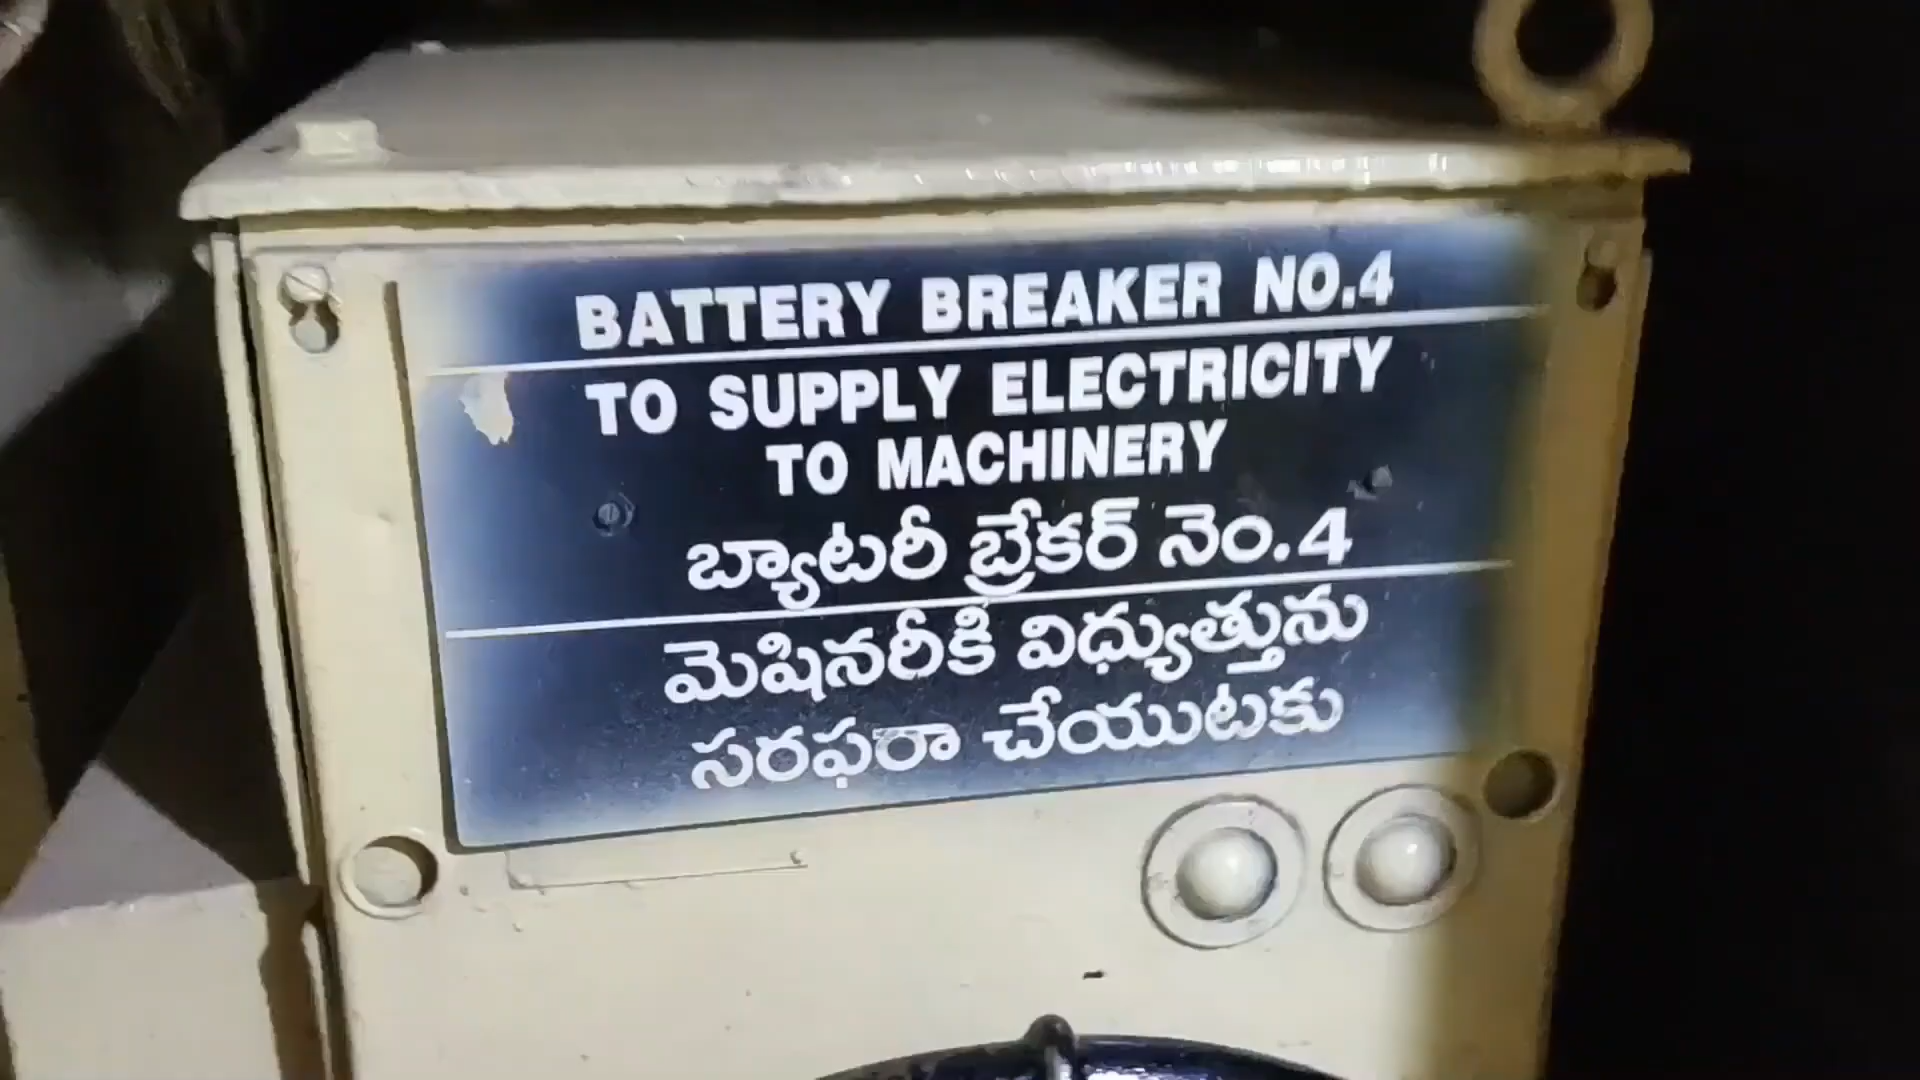 BATTERY BREAKER NO.4
TO SUPPLY ELECTRICITY
TO MACHINERY
బ్యాటరీ బ్రేకర్ నెం.4
మెషినరీకి విధ్యుత్తును
సరఫరా చేయుటకు